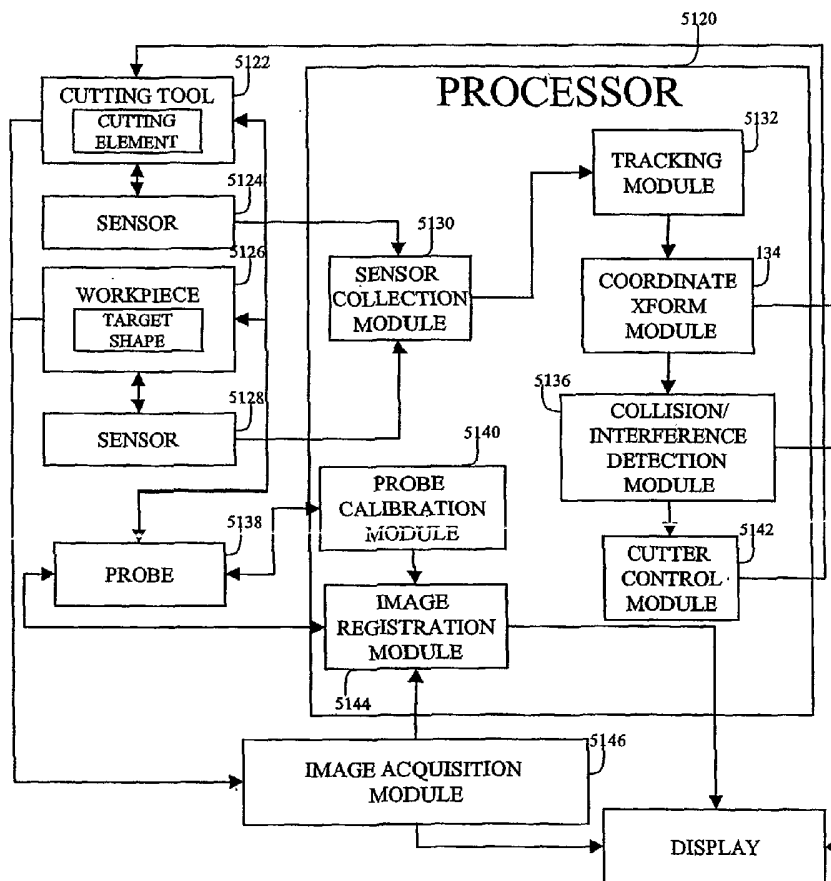 5120
5122
CUTTING TOOL
CUTTING
ELEMENT
PROCESSOR
5132
TRACKING
MODULE
5124
SENSOR
5130
SENSOR
COLLECTION
MODULE
5126
WORKPIECE
TARGET
SHAPE
134
COORDINATE
XFORM
MODULE
5128
SENSOR
5136
COLLISION/
INTERFERENCE
DETECTION
MODULE
5140
PROBE
CALIBRATION
MODULE
5138
PROBE
5142
CUTTER
CONTROL
MODULE
IMAGE
REGISTRATION
MODULE
5144
5146
IMAGE ACQUISITION
MODULE
DISPLAY